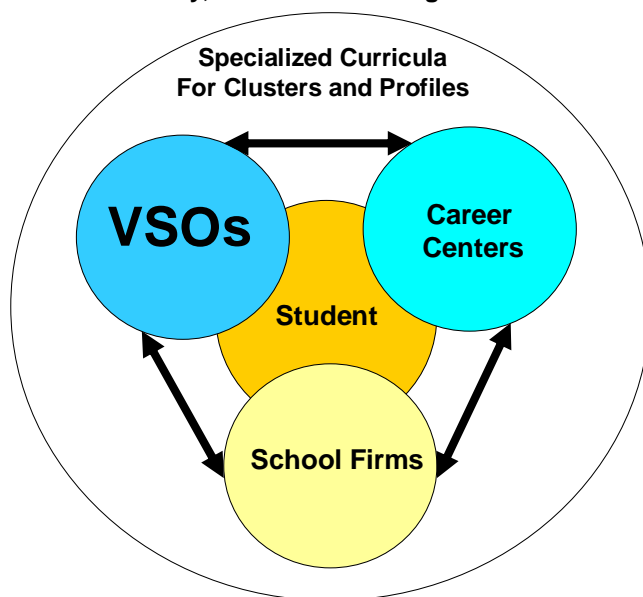 Specialized Curricula
For Clusters and Profiles
VSOs
Career
Centers
Student
School Firms